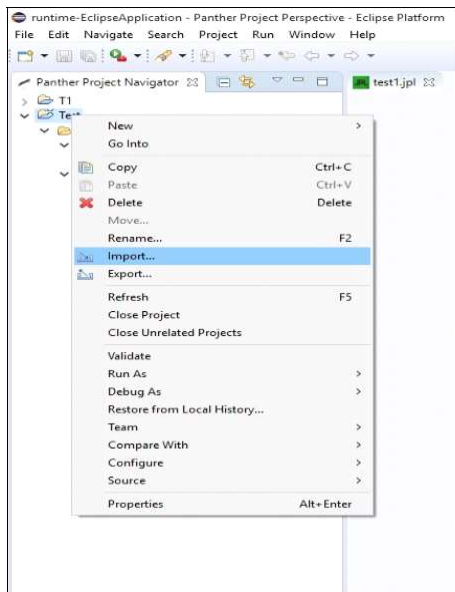 runtime-EclipseApplication - Panther Project Perspective - Eclipse Platform
File Edit Navigate Search Project Run Window Help
Panther Project Navigator
test1.jpl
T1
New
Go Into
Copy Ctrl+C
Paste Ctrl+V
Delete Delete
Move...
Rename... F2
Import...
Export...
Refresh F5
Close Project
Close Unrelated Projects
Validate
Run As
Debug As
Restore from Local History...
Team
Compare With
Configure
Source
Properties Alt+Enter